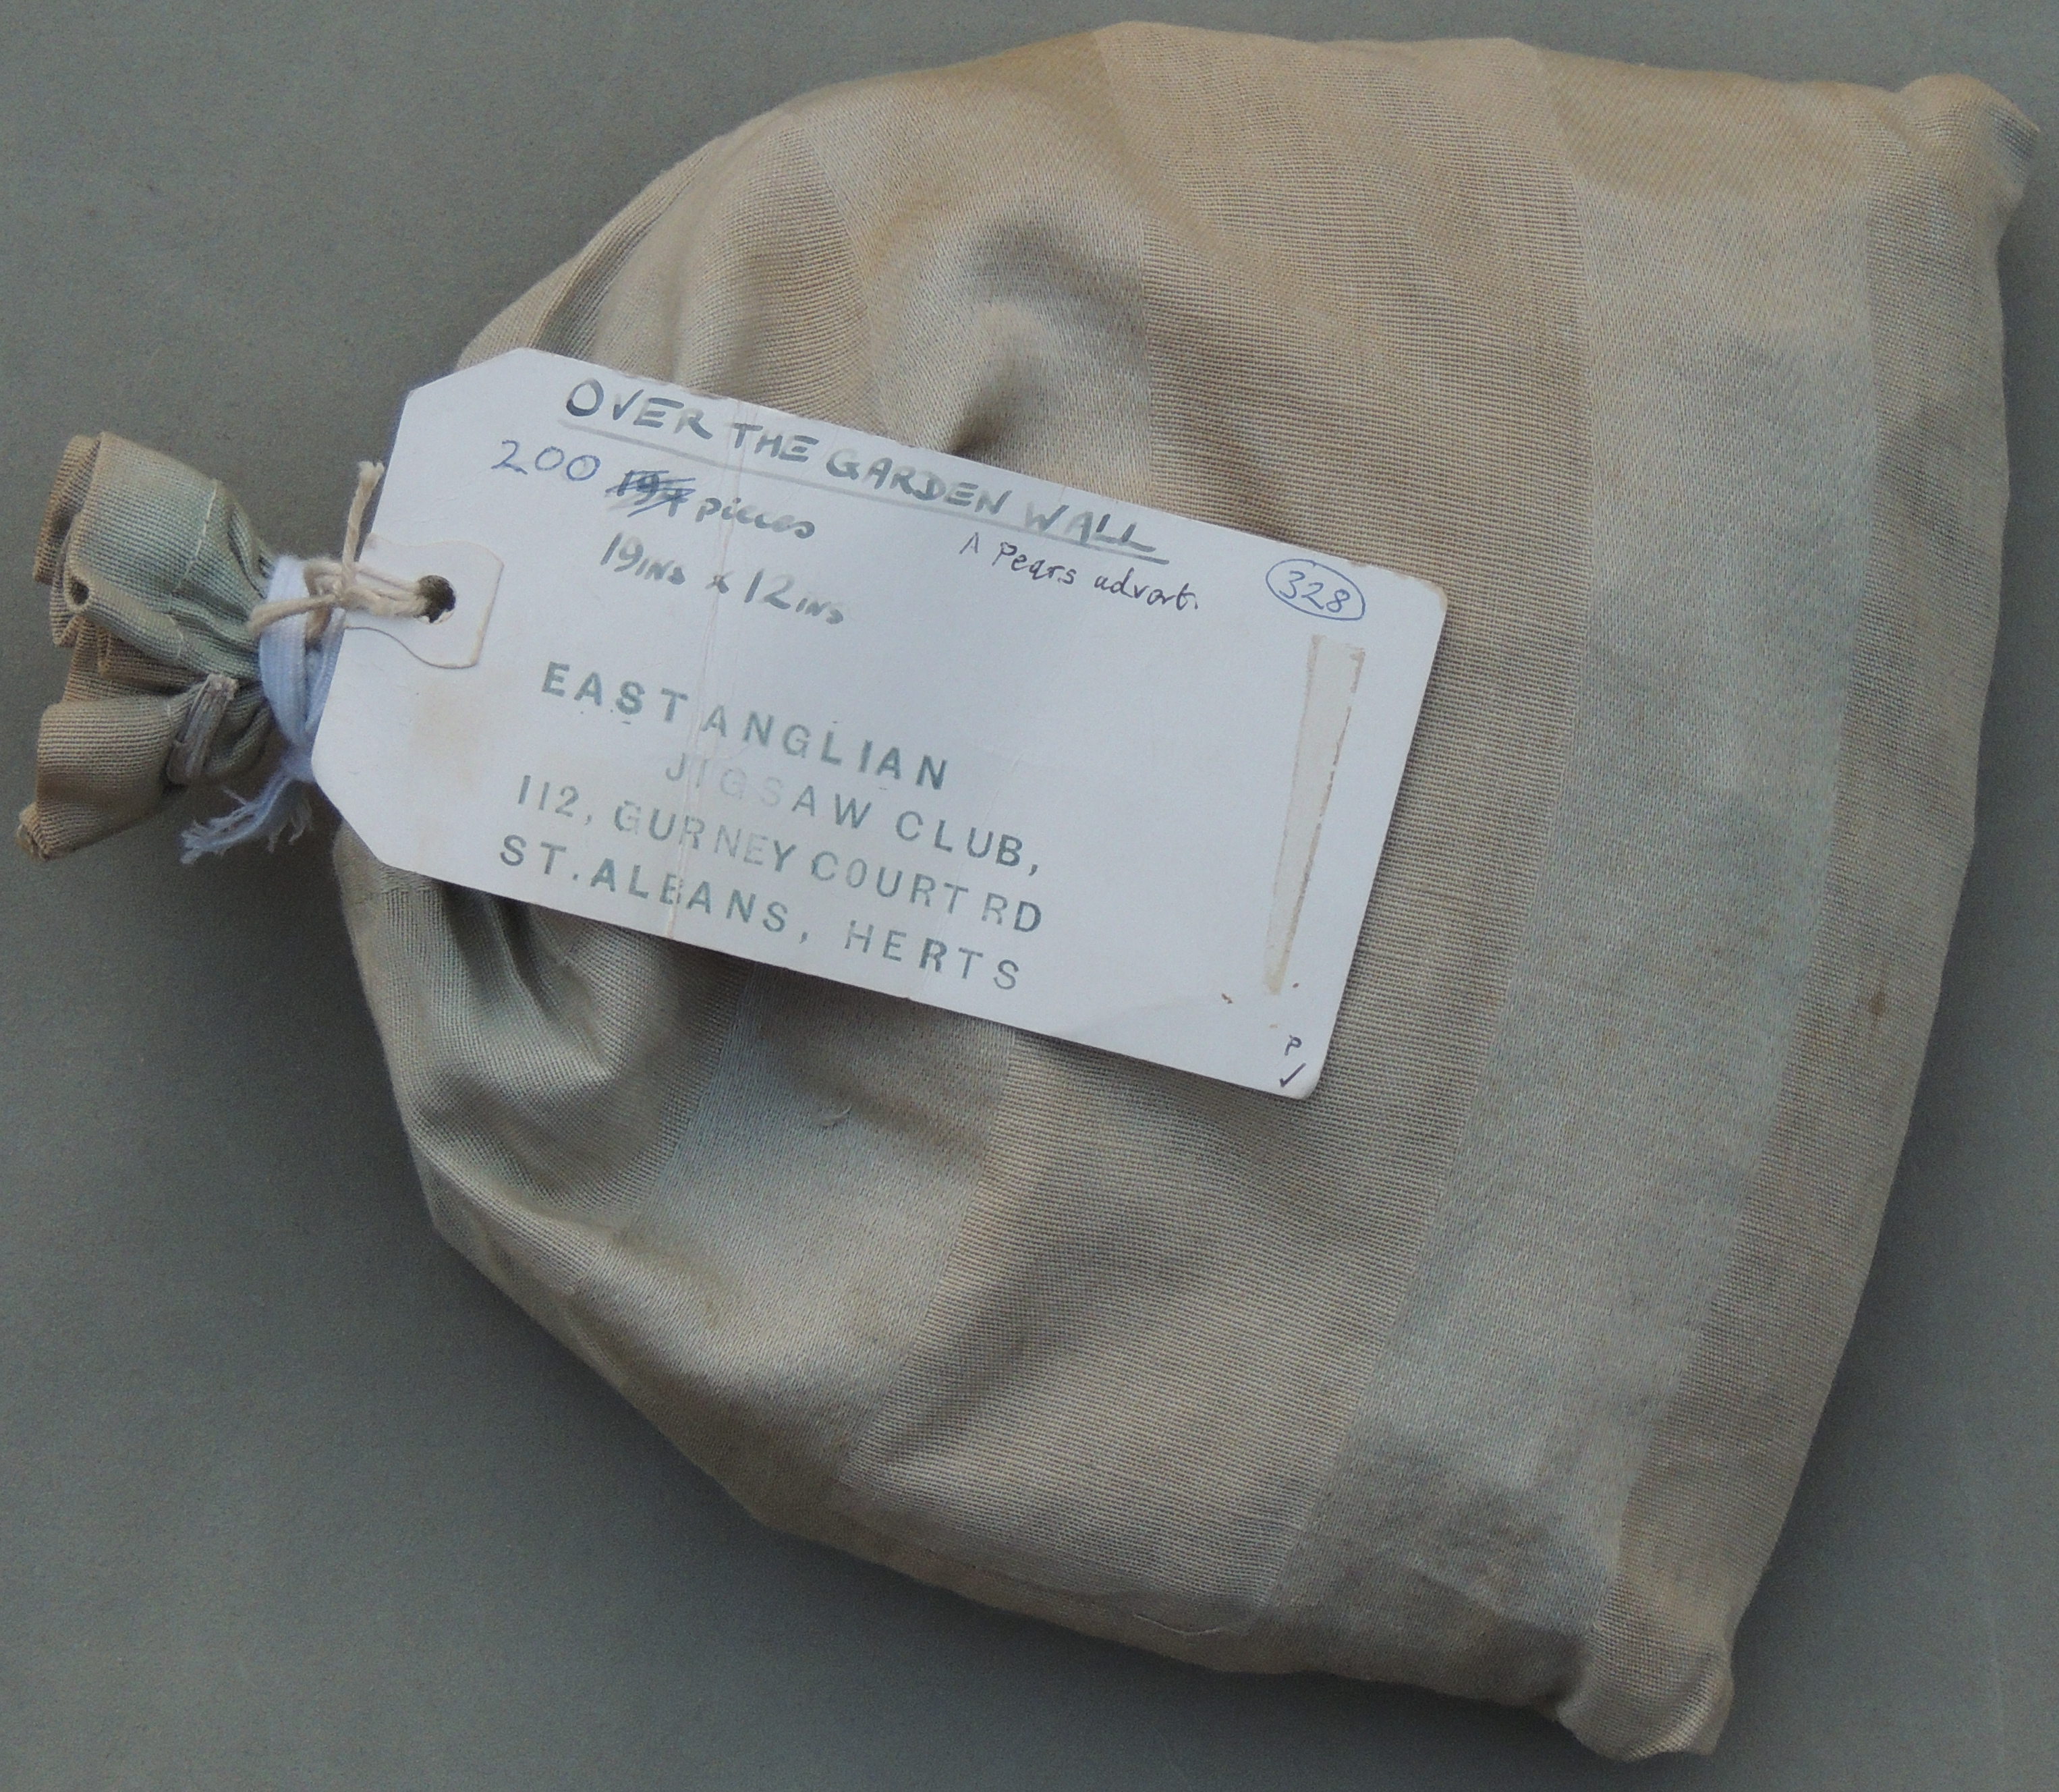 OVER THE GARDEN WALL
200 pieces
A Pears advert.
328
19INS x 12INS
EAST ANGLIAN
JIGSAW CLUB,
112, GURNEY COURT RD
ST.ALBANS, HERTS
P
✓